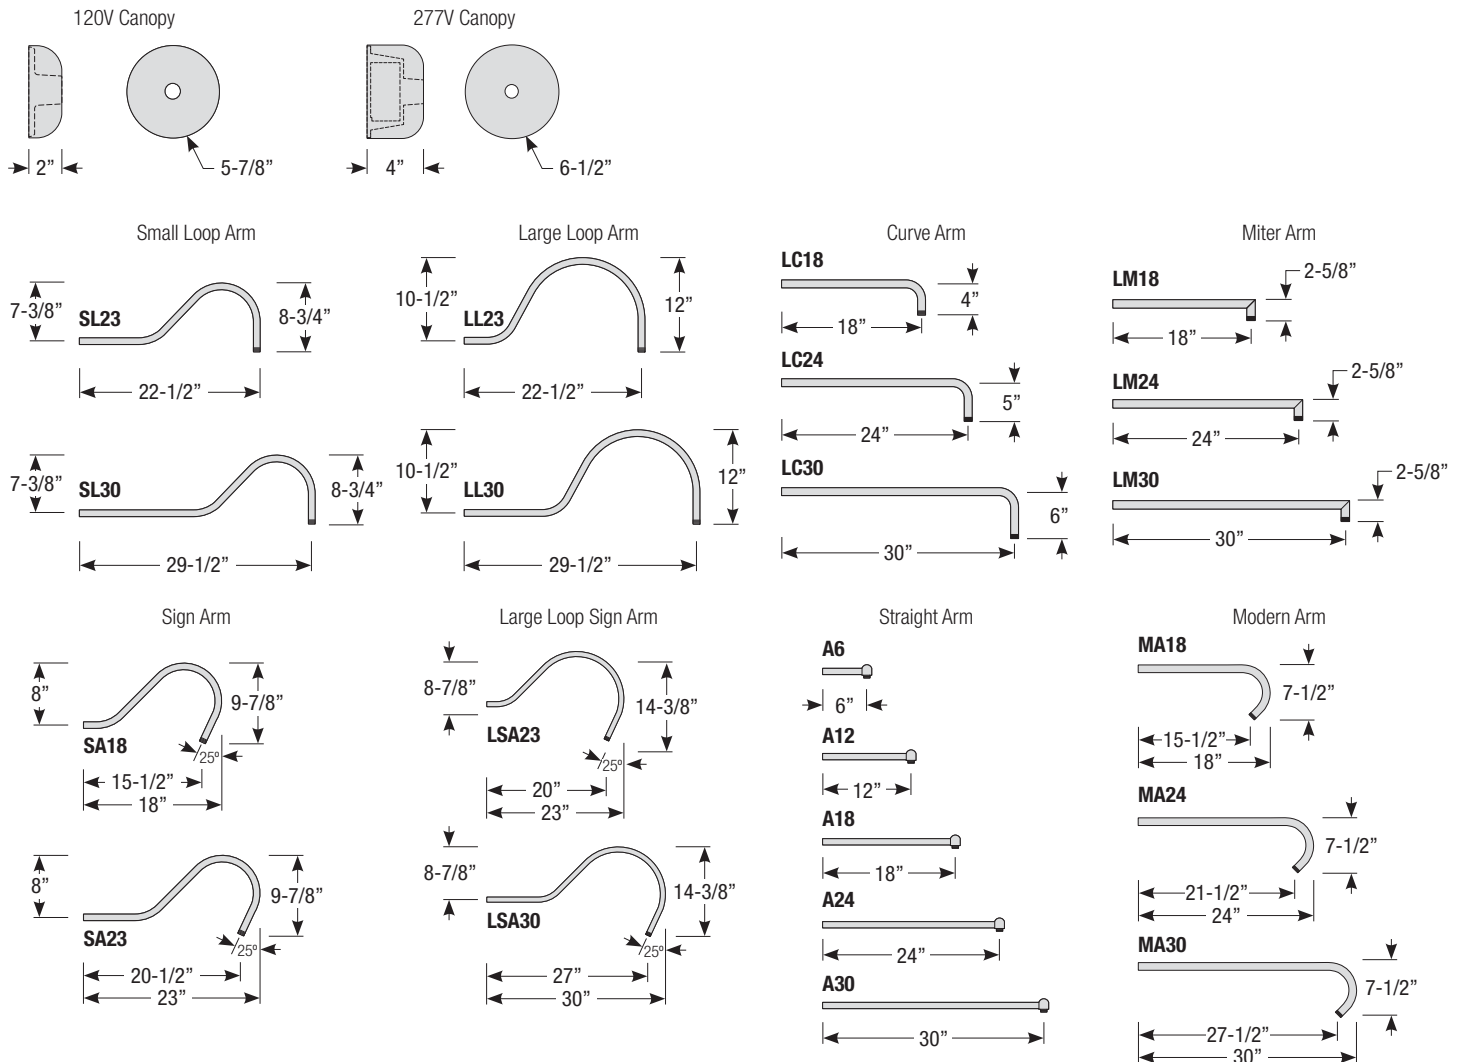 120V Canopy
277V Canopy
2”
5-7/8”
4”
6-1/2”
Small Loop Arm
Large Loop Arm
Curve Arm
Miter Arm
7-3/8”
SL23
8-3/4”
22-1/2”
10-1/2”
LL23
12”
22-1/2”
LC18
4”
18”
LC24
5”
24”
LC30
6”
30”
LM18
2-5/8”
18”
LM24
2-5/8”
24”
LM30
2-5/8”
30”
7-3/8”
SL30
8-3/4”
29-1/2”
10-1/2”
LL30
12”
29-1/2”
Sign Arm
Large Loop Sign Arm
Straight Arm
Modern Arm
8”
SA18
9-7/8”
25º
15-1/2”
18”
8”
SA23
9-7/8”
25º
20-1/2”
23”
8-7/8”
LSA23
14-3/8”
25º
20”
23”
8-7/8”
LSA30
14-3/8”
25º
27”
30”
A6
6”
A12
12”
A18
18”
A24
24”
A30
30”
MA18
7-1/2”
15-1/2”
18”
MA24
7-1/2”
21-1/2”
24”
MA30
7-1/2”
27-1/2”
30”